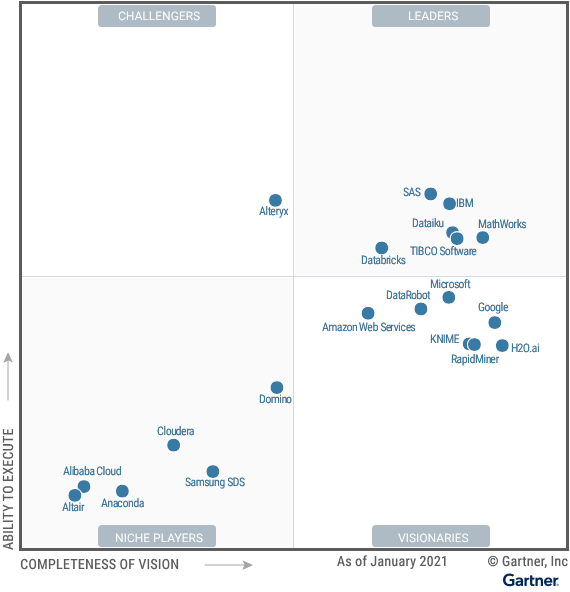 CHALLENGERS
LEADERS
SAS
IBM
Alteryx
Dataiku
MathWorks
TIBCO Software
Databricks
Microsoft
DataRobot
Google
Amazon Web Services
KNIME
H2O.ai
RapidMiner
Domino
Cloudera
Alibaba Cloud
Samsung SDS
Anaconda
Altair
ABILITY TO EXECUTE
NICHE PLAYERS
VISIONARIES
COMPLETENESS OF VISION
As of January 2021
© Gartner, Inc
Gartner